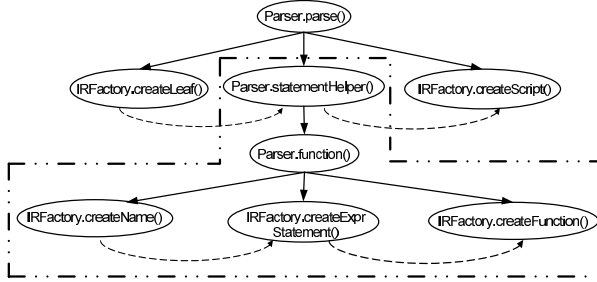 Parser.parse()
IRFactory.createLeaf()
Parser.statementHelper()
IRFactory.createScript()
Parser.function()
IRFactory.createName()
IRFactory.createExpr
Statement()
IRFactory.createFunction()